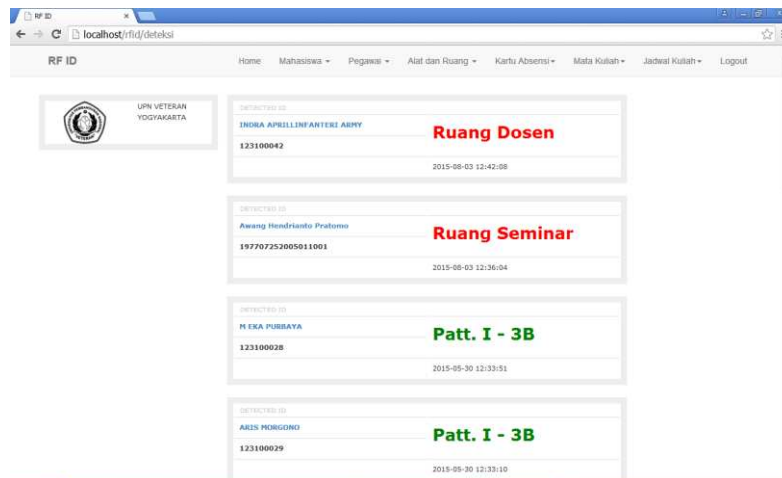 RF ID
localhost/rfid/deteksi
RF ID Home Mahasiswa Pegawai Alat dan Ruang Kartu Absensi Mata Kuliah Jadwal Kuliah Logout
UPN VETERAN
YOGYAKARTA
DETECTED ID
INDRA APRILLINFANTERI ARMY
Ruang Dosen
123100042
2015-08-03 12:42:08
DETECTED ID
Awang Hendrianto Pratomo
Ruang Seminar
197707252005011001
2015-08-03 12:36:04
DETECTED ID
M EKA PURBAYA
Patt. I - 3B
123100028
2015-05-30 12:33:51
DETECTED ID
ARIS MORGONO
Patt. I - 3B
123100029
2015-05-30 12:33:10